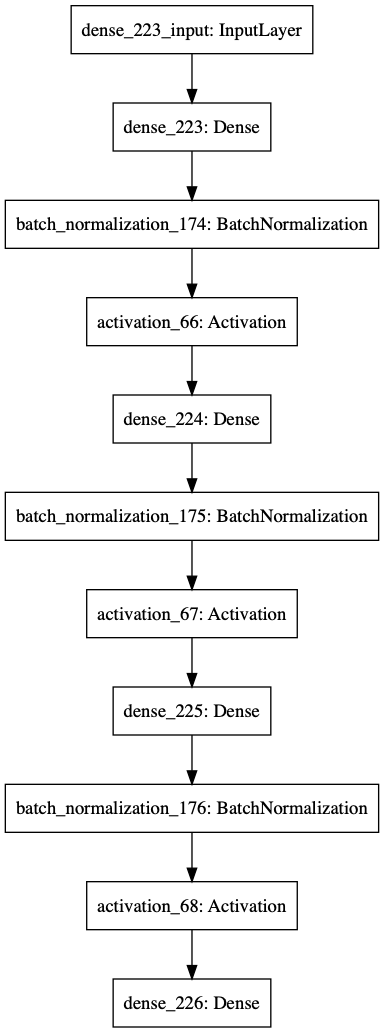 dense_223_input: InputLayer
dense_223: Dense
batch_normalization_174: BatchNormalization
activation_66: Activation
dense_224: Dense
batch_normalization_175: BatchNormalization
activation_67: Activation
dense_225: Dense
batch_normalization_176: BatchNormalization
activation_68: Activation
dense_226: Dense